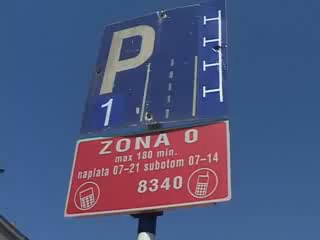 P
1
ZONA 0
max 180 min.
naplata 07-21 subotom 07-14
8340